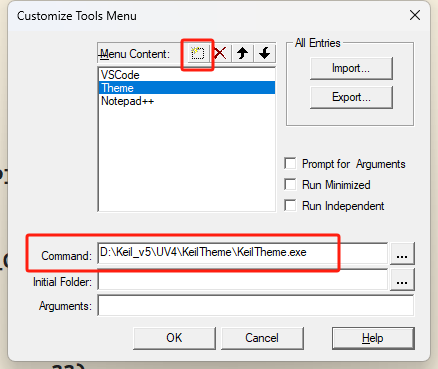 Customize Tools Menu
Menu Content:
All Entries
VSCode
Theme
Notepad++
Import...
Export...
Prompt for Arguments
Run Minimized
Run Independent
Command: D:\Keil_v5\UV4\KeilTheme\KeilTheme.exe ...
Initial Folder: ...
Arguments:
OK Cancel Help